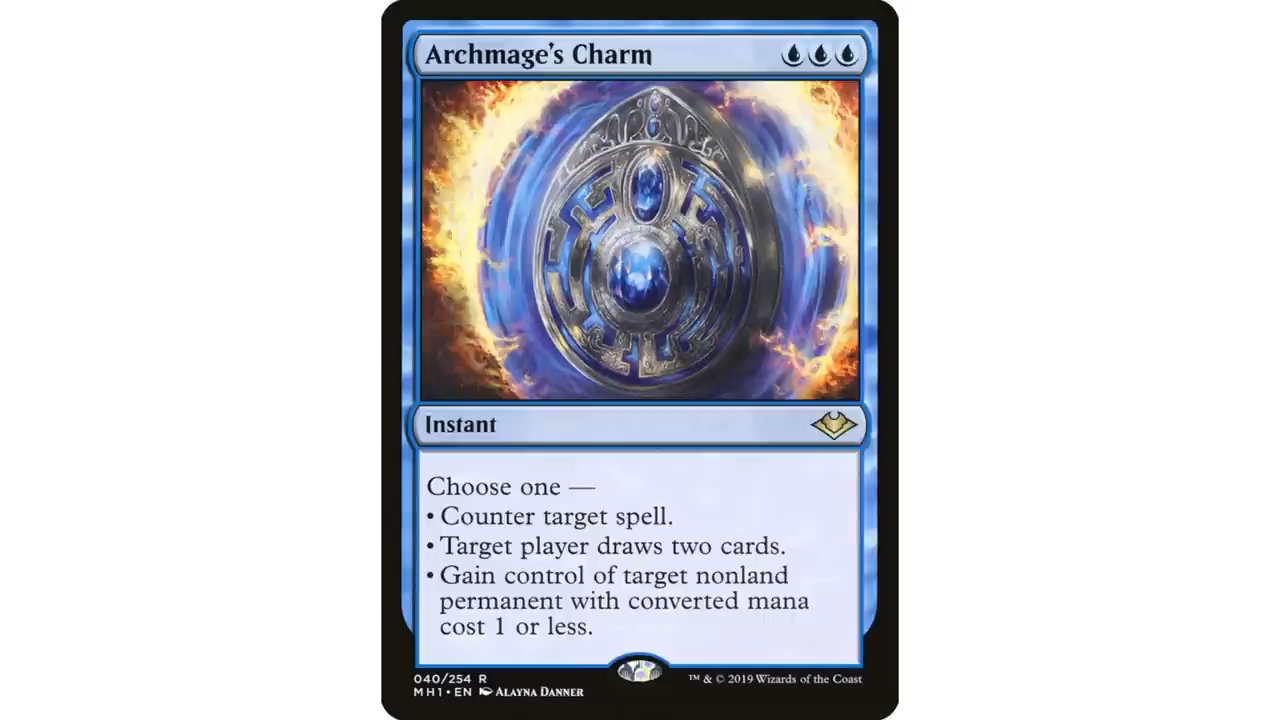 Archmage's Charm
Instant
Choose one —
• Counter target spell.
• Target player draws two cards.
• Gain control of target nonland
permanent with converted mana
cost 1 or less.
040/254 R
MH1 • EN Alayna Danner
™ & © 2019 Wizards of the Coast